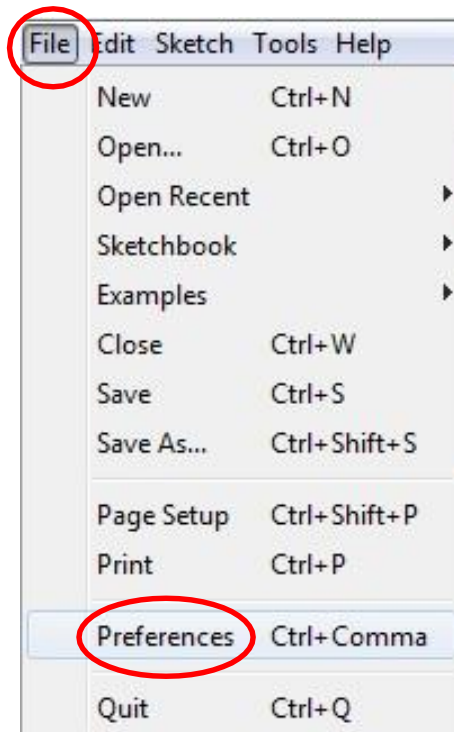 File Edit Sketch Tools Help
New Ctrl+N
Open... Ctrl+O
Open Recent
Sketchbook
Examples
Close Ctrl+W
Save Ctrl+S
Save As... Ctrl+Shift+S
Page Setup Ctrl+Shift+P
Print Ctrl+P
Preferences Ctrl+Comma
Quit Ctrl+Q